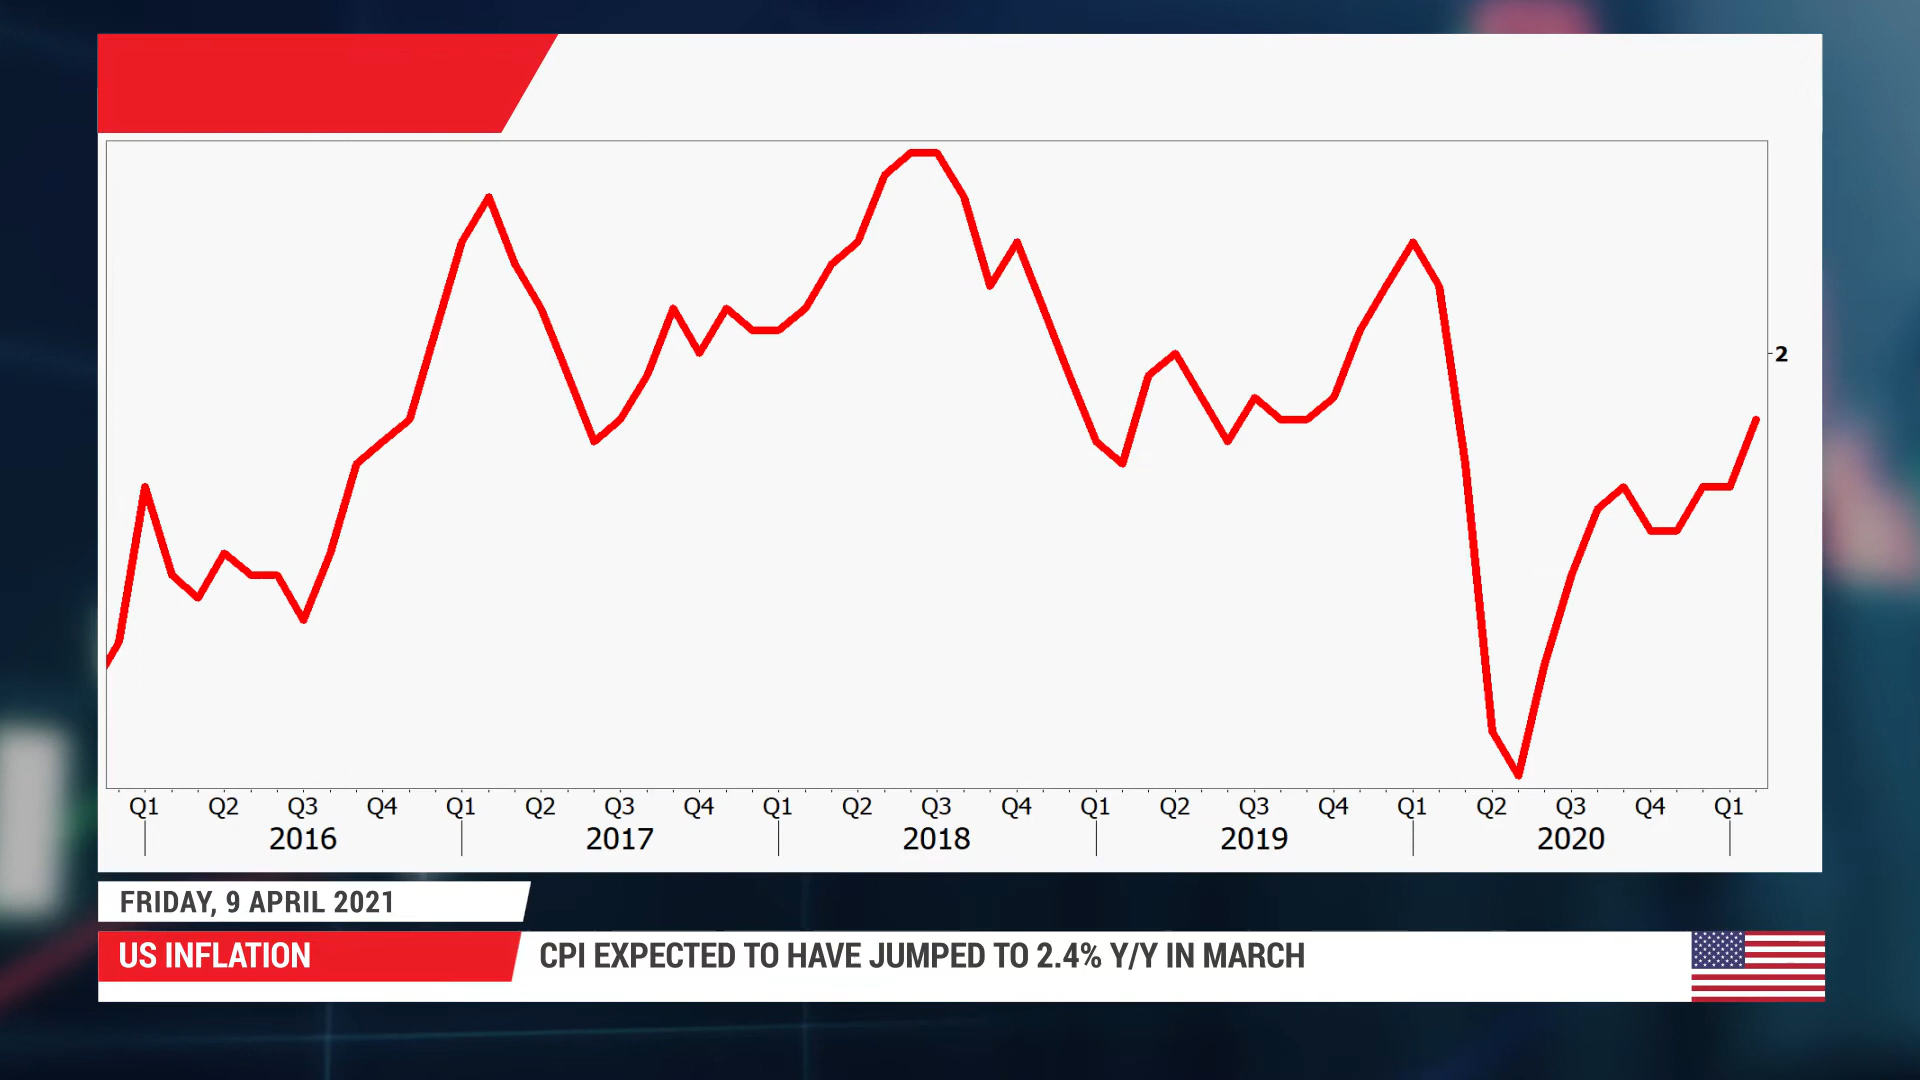 2
Q1 Q2 Q3 Q4 Q1 Q2 Q3 Q4 Q1 Q2 Q3 Q4 Q1 Q2 Q3 Q4 Q1 Q2 Q3 Q4 Q1
2016 2017 2018 2019 2020
FRIDAY, 9 APRIL 2021
US INFLATION CPI EXPECTED TO HAVE JUMPED TO 2.4% Y/Y IN MARCH